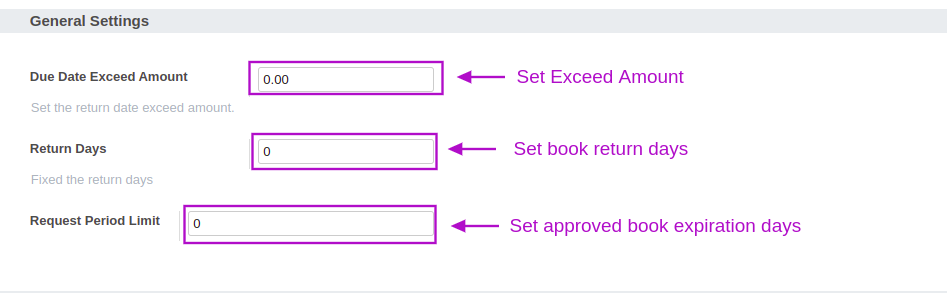 General Settings
Due Date Exceed Amount 0.00 Set Exceed Amount
Set the return date exceed amount.
Return Days 0 Set book return days
Fixed the return days
Request Period Limit 0 Set approved book expiration days